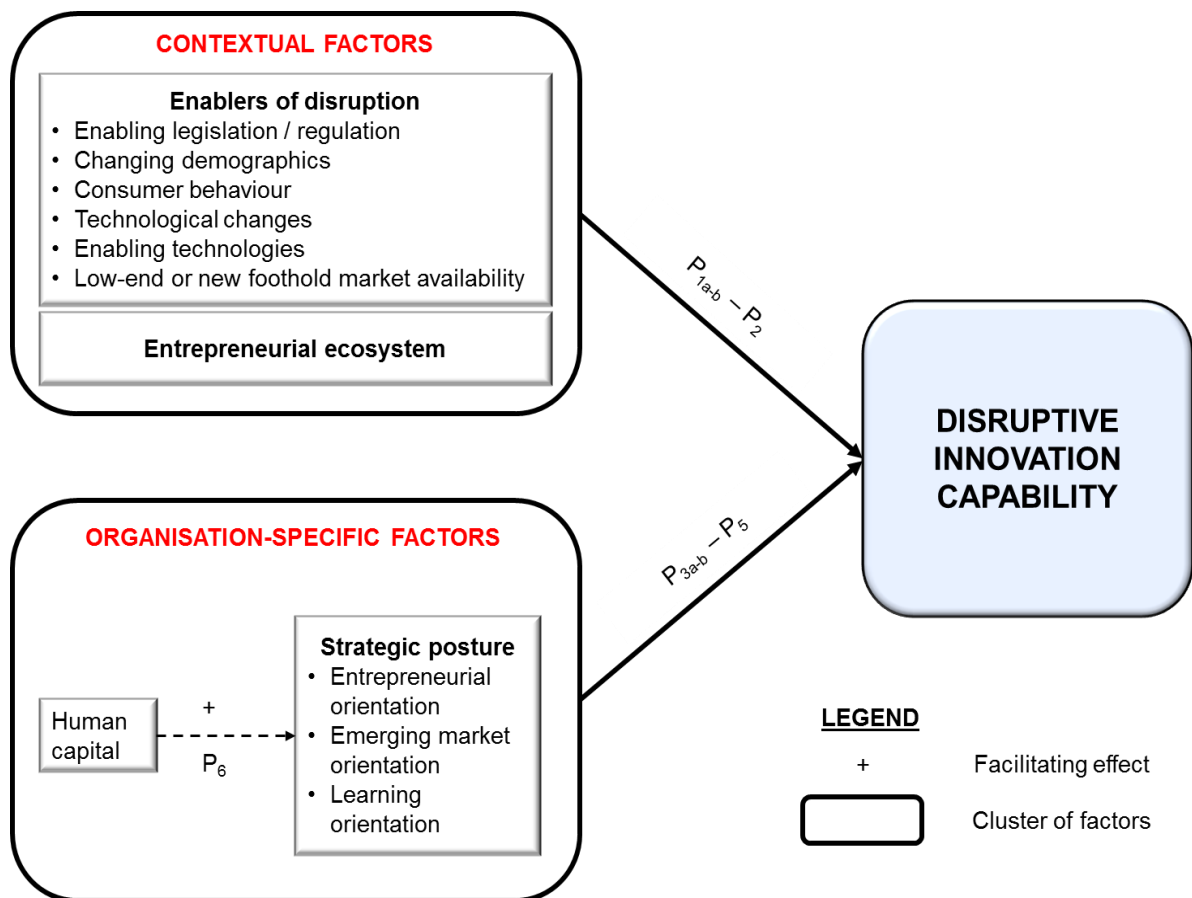 CONTEXTUAL FACTORS
Enablers of disruption
• Enabling legislation / regulation
• Changing demographics
• Consumer behaviour
• Technological changes
• Enabling technologies
• Low-end or new foothold market availability
Entrepreneurial ecosystem
P1a-b – P2
DISRUPTIVE
INNOVATION
CAPABILITY
ORGANISATION-SPECIFIC FACTORS
Human
capital
+
P6
Strategic posture
• Entrepreneurial
orientation
• Emerging market
orientation
• Learning
orientation
P3a-b – P5
LEGEND
+ Facilitating effect
Cluster of factors